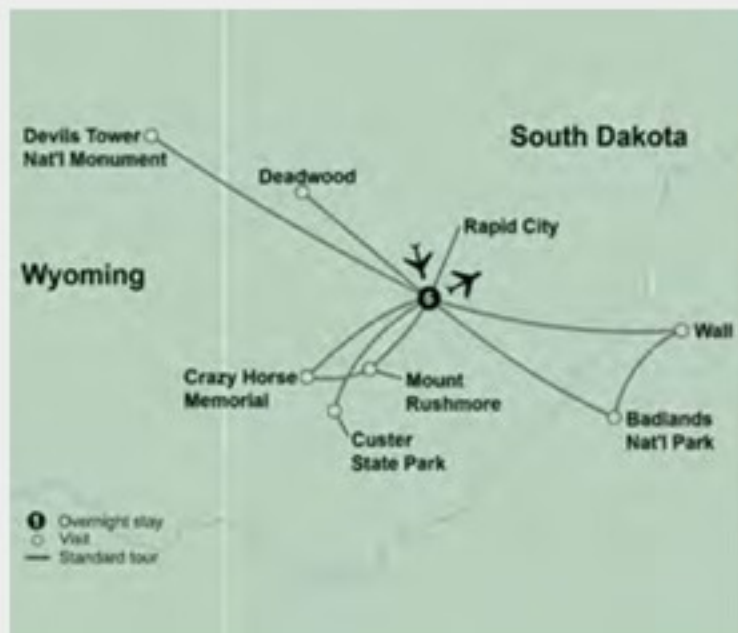 Devils Tower
Nat'l Monument
Deadwood
South Dakota
Rapid City
Wyoming
Wall
Crazy Horse
Memorial
Mount
Rushmore
Custer
State Park
Badlands
Nat'l Park
Overnight stay
Visit
Standard tour